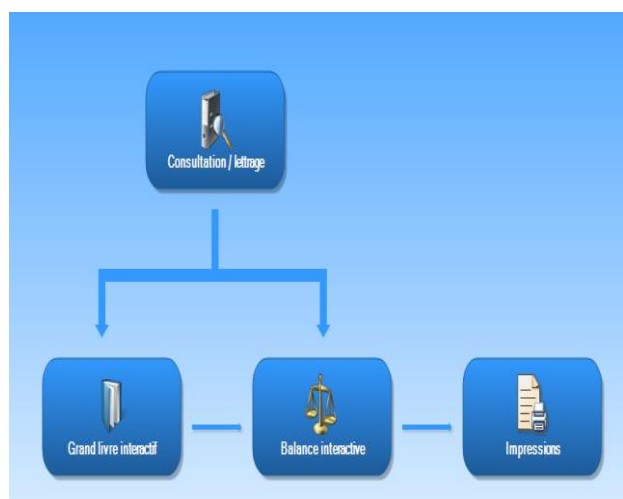 Consultation / lettrage
Grand livre interactif
Balance interactive
Impressions